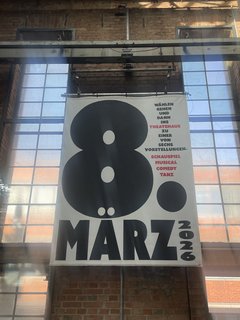 8.
MÄRZ
2026
WÄHLEN
GEHEN
UND
DANN
INS
THEATERHAUS
ZU
EINER
VON
SECHS
VORSTELLUNGEN.
SCHAUSPIEL
MUSICAL
COMEDY
TANZ